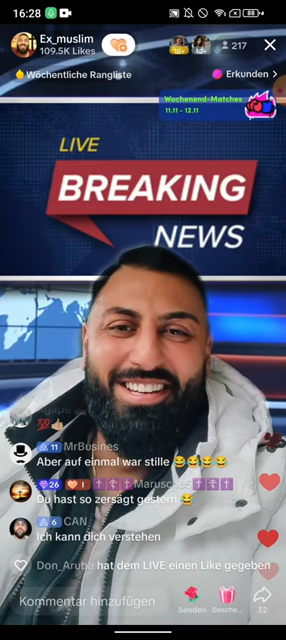 16:28
Ex_muslim
109.5K Likes
217
Wöchentliche Rangliste
Erkunden >
Wochenend-Matches
11.11 – 12.11
LIVE
BREAKING
NEWS
💯👍
11 MrBusines
Aber auf einmal war stille 😂😂😂😂
26 ❤️ I ✝️✝️✝️Marusca65✝️✝️✝️
Du hast so zersägt gestern 😂
6 CAN
Ich kann dich verstehen
Don_Aruba hat dem LIVE einen Like gegeben
Kommentar hinzufügen
Senden
Gesche...
32